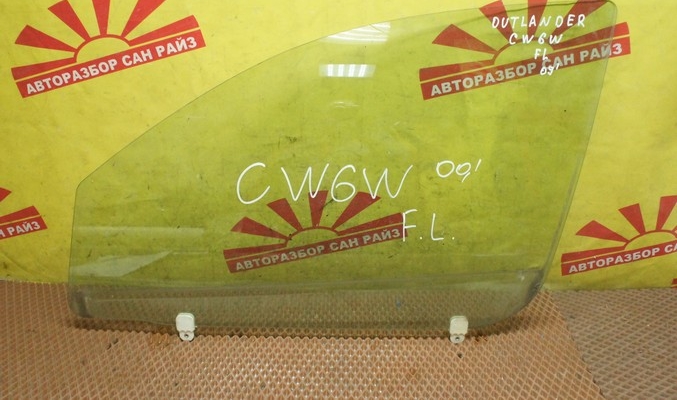 OUTLANDER
CW6W
FL
09!
АВТОРАЗБОР САН РАЙЗ
АВТОРАЗБОР САН РАЙЗ
CW6W 09!
F.L.
АВТОРАЗБОР САН РАЙЗ
САН РАЙЗ
АВТОРАЗБОР САН РАЙЗ